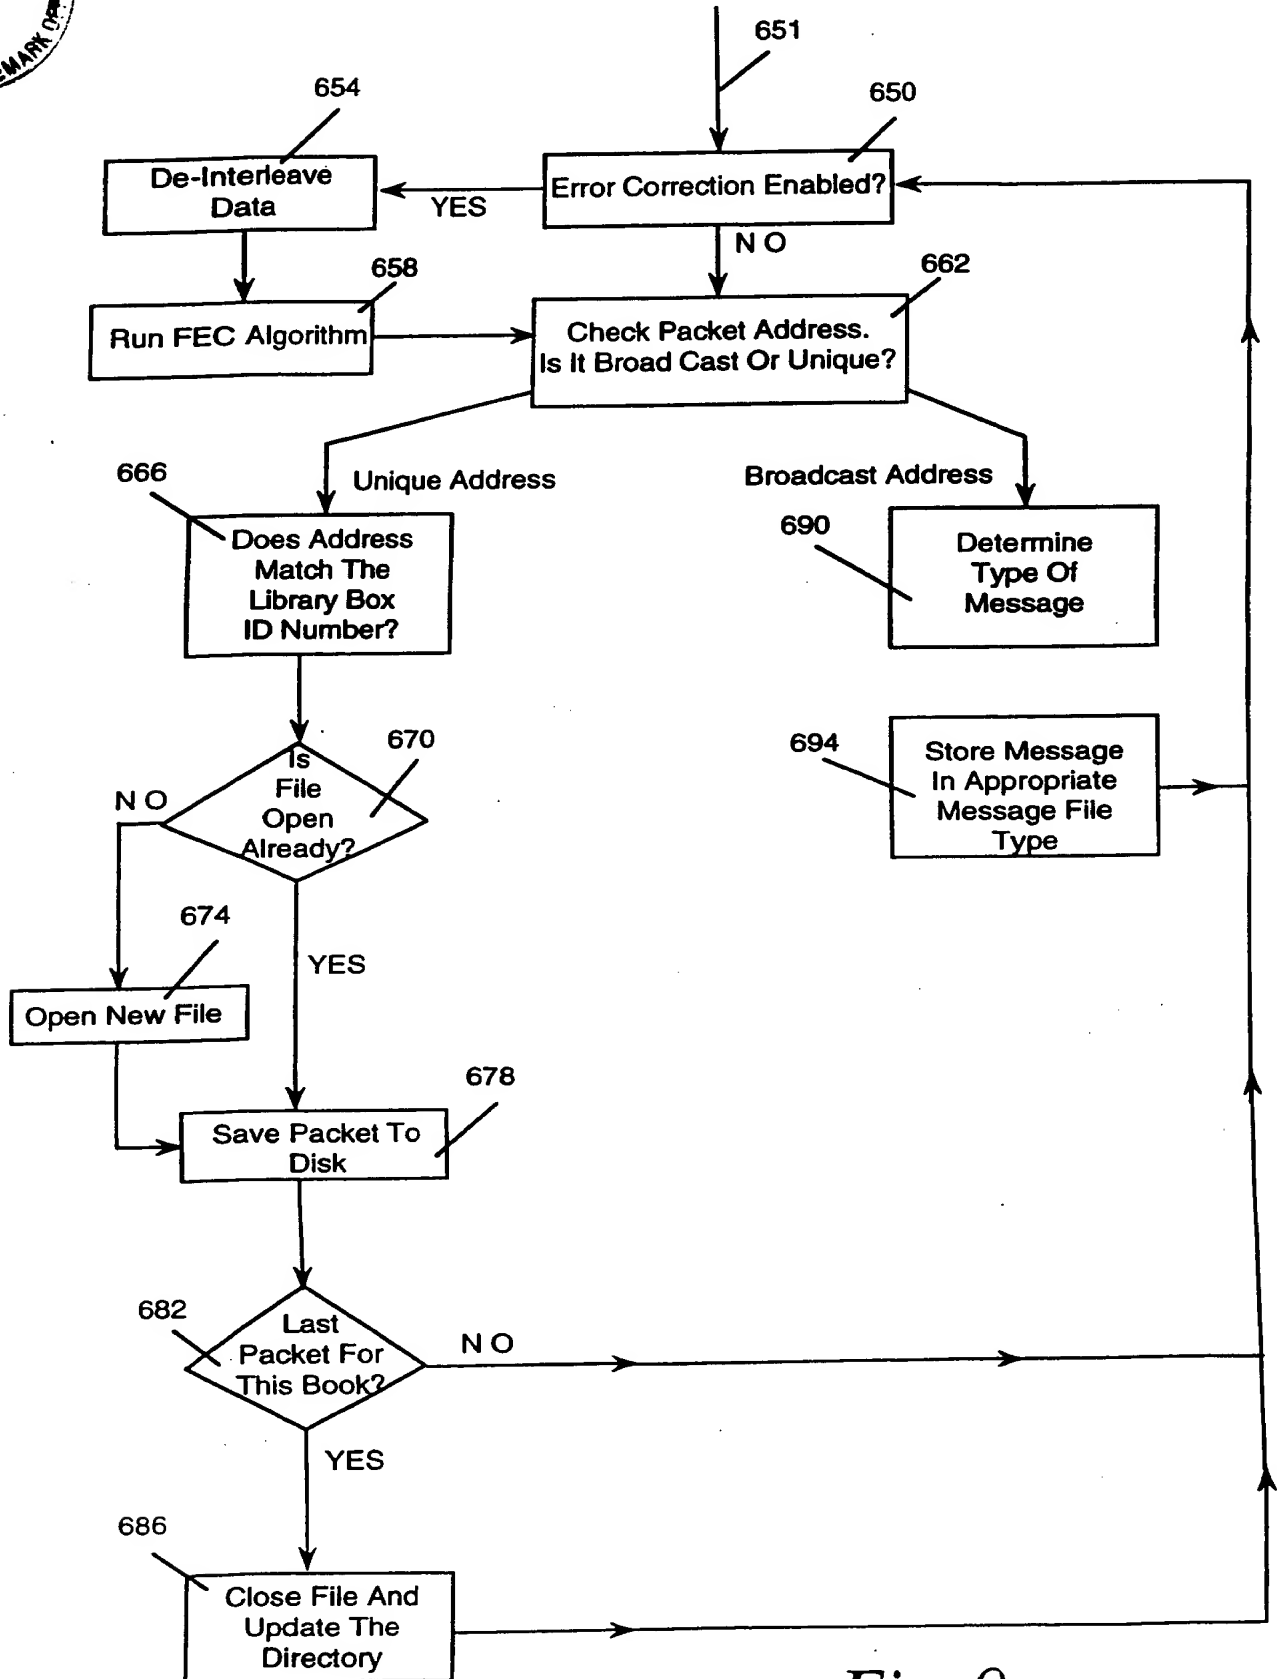 651
654
650
De-Interleave
Data
YES
Error Correction Enabled?
NO
658
662
Run FEC Algorithm
Check Packet Address.
Is It Broad Cast Or Unique?
666
Unique Address
Broadcast Address
690
Does Address
Match The
Library Box
ID Number?
Determine
Type Of
Message
670
694
Is
File
Open
Already?
NO
Store Message
In Appropriate
Message File
Type
674
YES
Open New File
678
Save Packet To
Disk
682
Last
Packet For
This Book?
NO
YES
686
Close File And
Update The
Directory